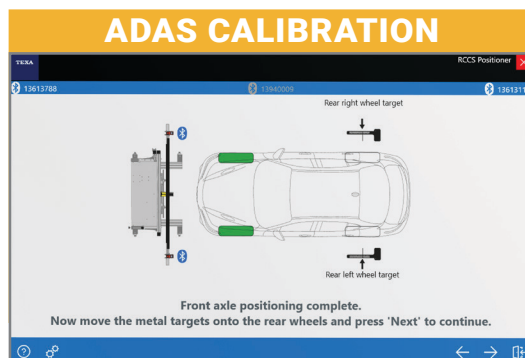 ADAS CALIBRATION
TEXA
RCCS Positioner
13613788
13940009
1361311
Rear right wheel target
Rear left wheel target
Front axle positioning complete.
Now move the metal targets onto the rear wheels and press 'Next' to continue.